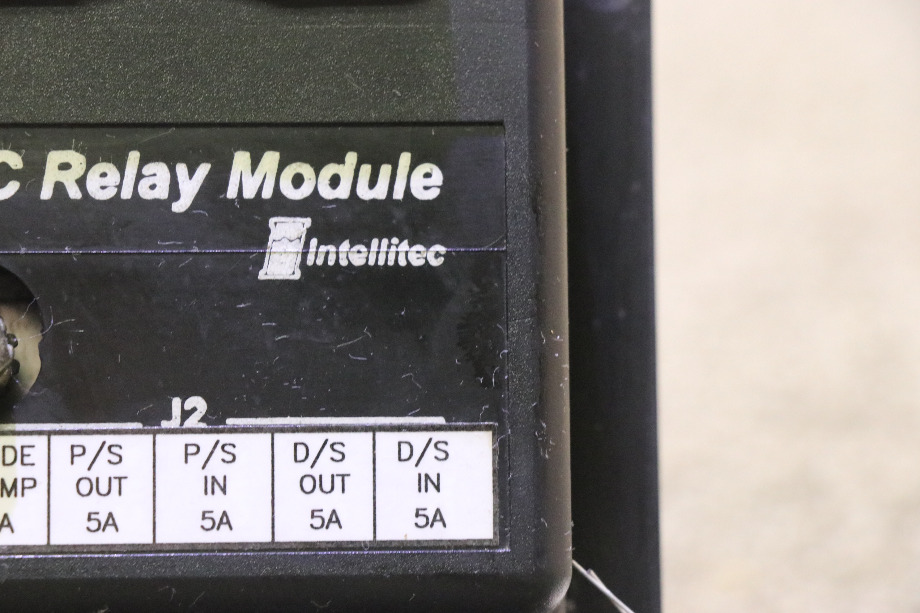 C Relay Module
Intellitec
J2
DE P/S P/S D/S D/S
MP OUT IN OUT IN
A 5A 5A 5A 5A